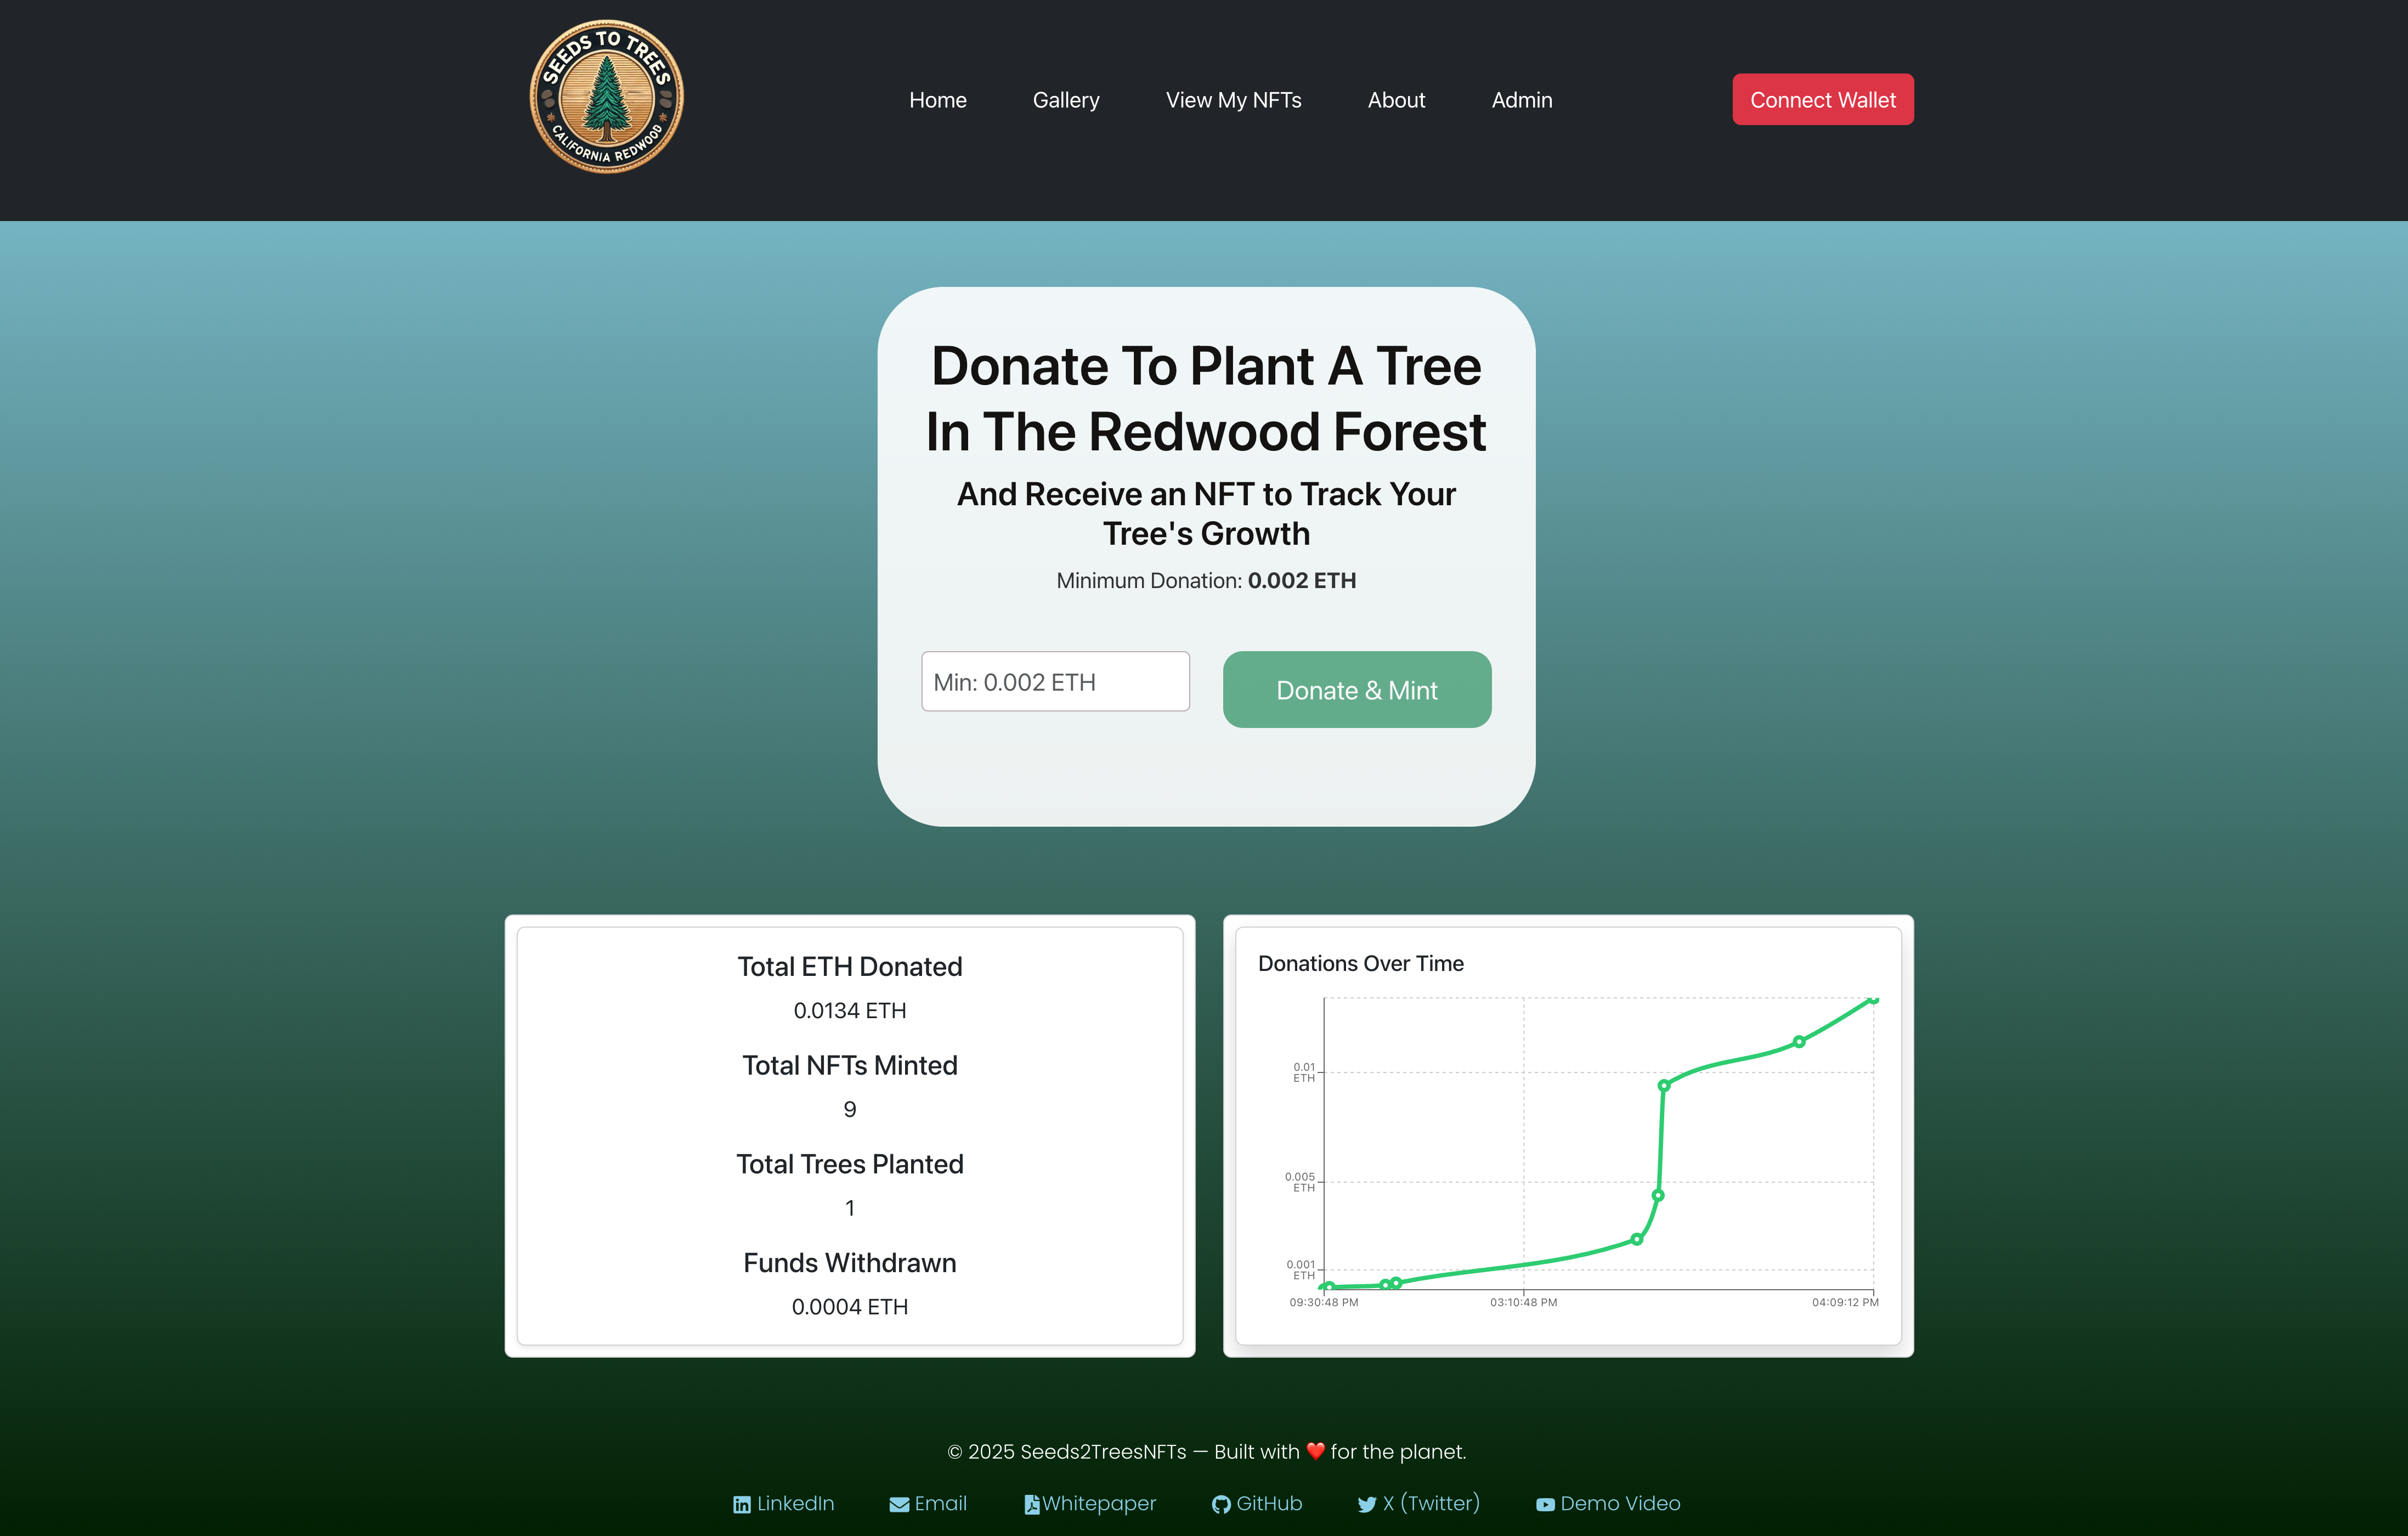 SEEDS TO TREES
CALIFORNIA REDWOOD
Home
Gallery
View My NFTs
About
Admin
Connect Wallet
Donate To Plant A Tree
In The Redwood Forest
And Receive an NFT to Track Your
Tree's Growth
Minimum Donation: 0.002 ETH
Min: 0.002 ETH
Donate & Mint
Total ETH Donated
0.0134 ETH
Total NFTs Minted
9
Total Trees Planted
1
Funds Withdrawn
0.0004 ETH
Donations Over Time
0.01
ETH
0.005
ETH
0.001
ETH
09:30:48 PM
03:10:48 PM
04:09:12 PM
© 2025 Seeds2TreesNFTs — Built with ❤️ for the planet.
LinkedIn
Email
Whitepaper
GitHub
X (Twitter)
Demo Video